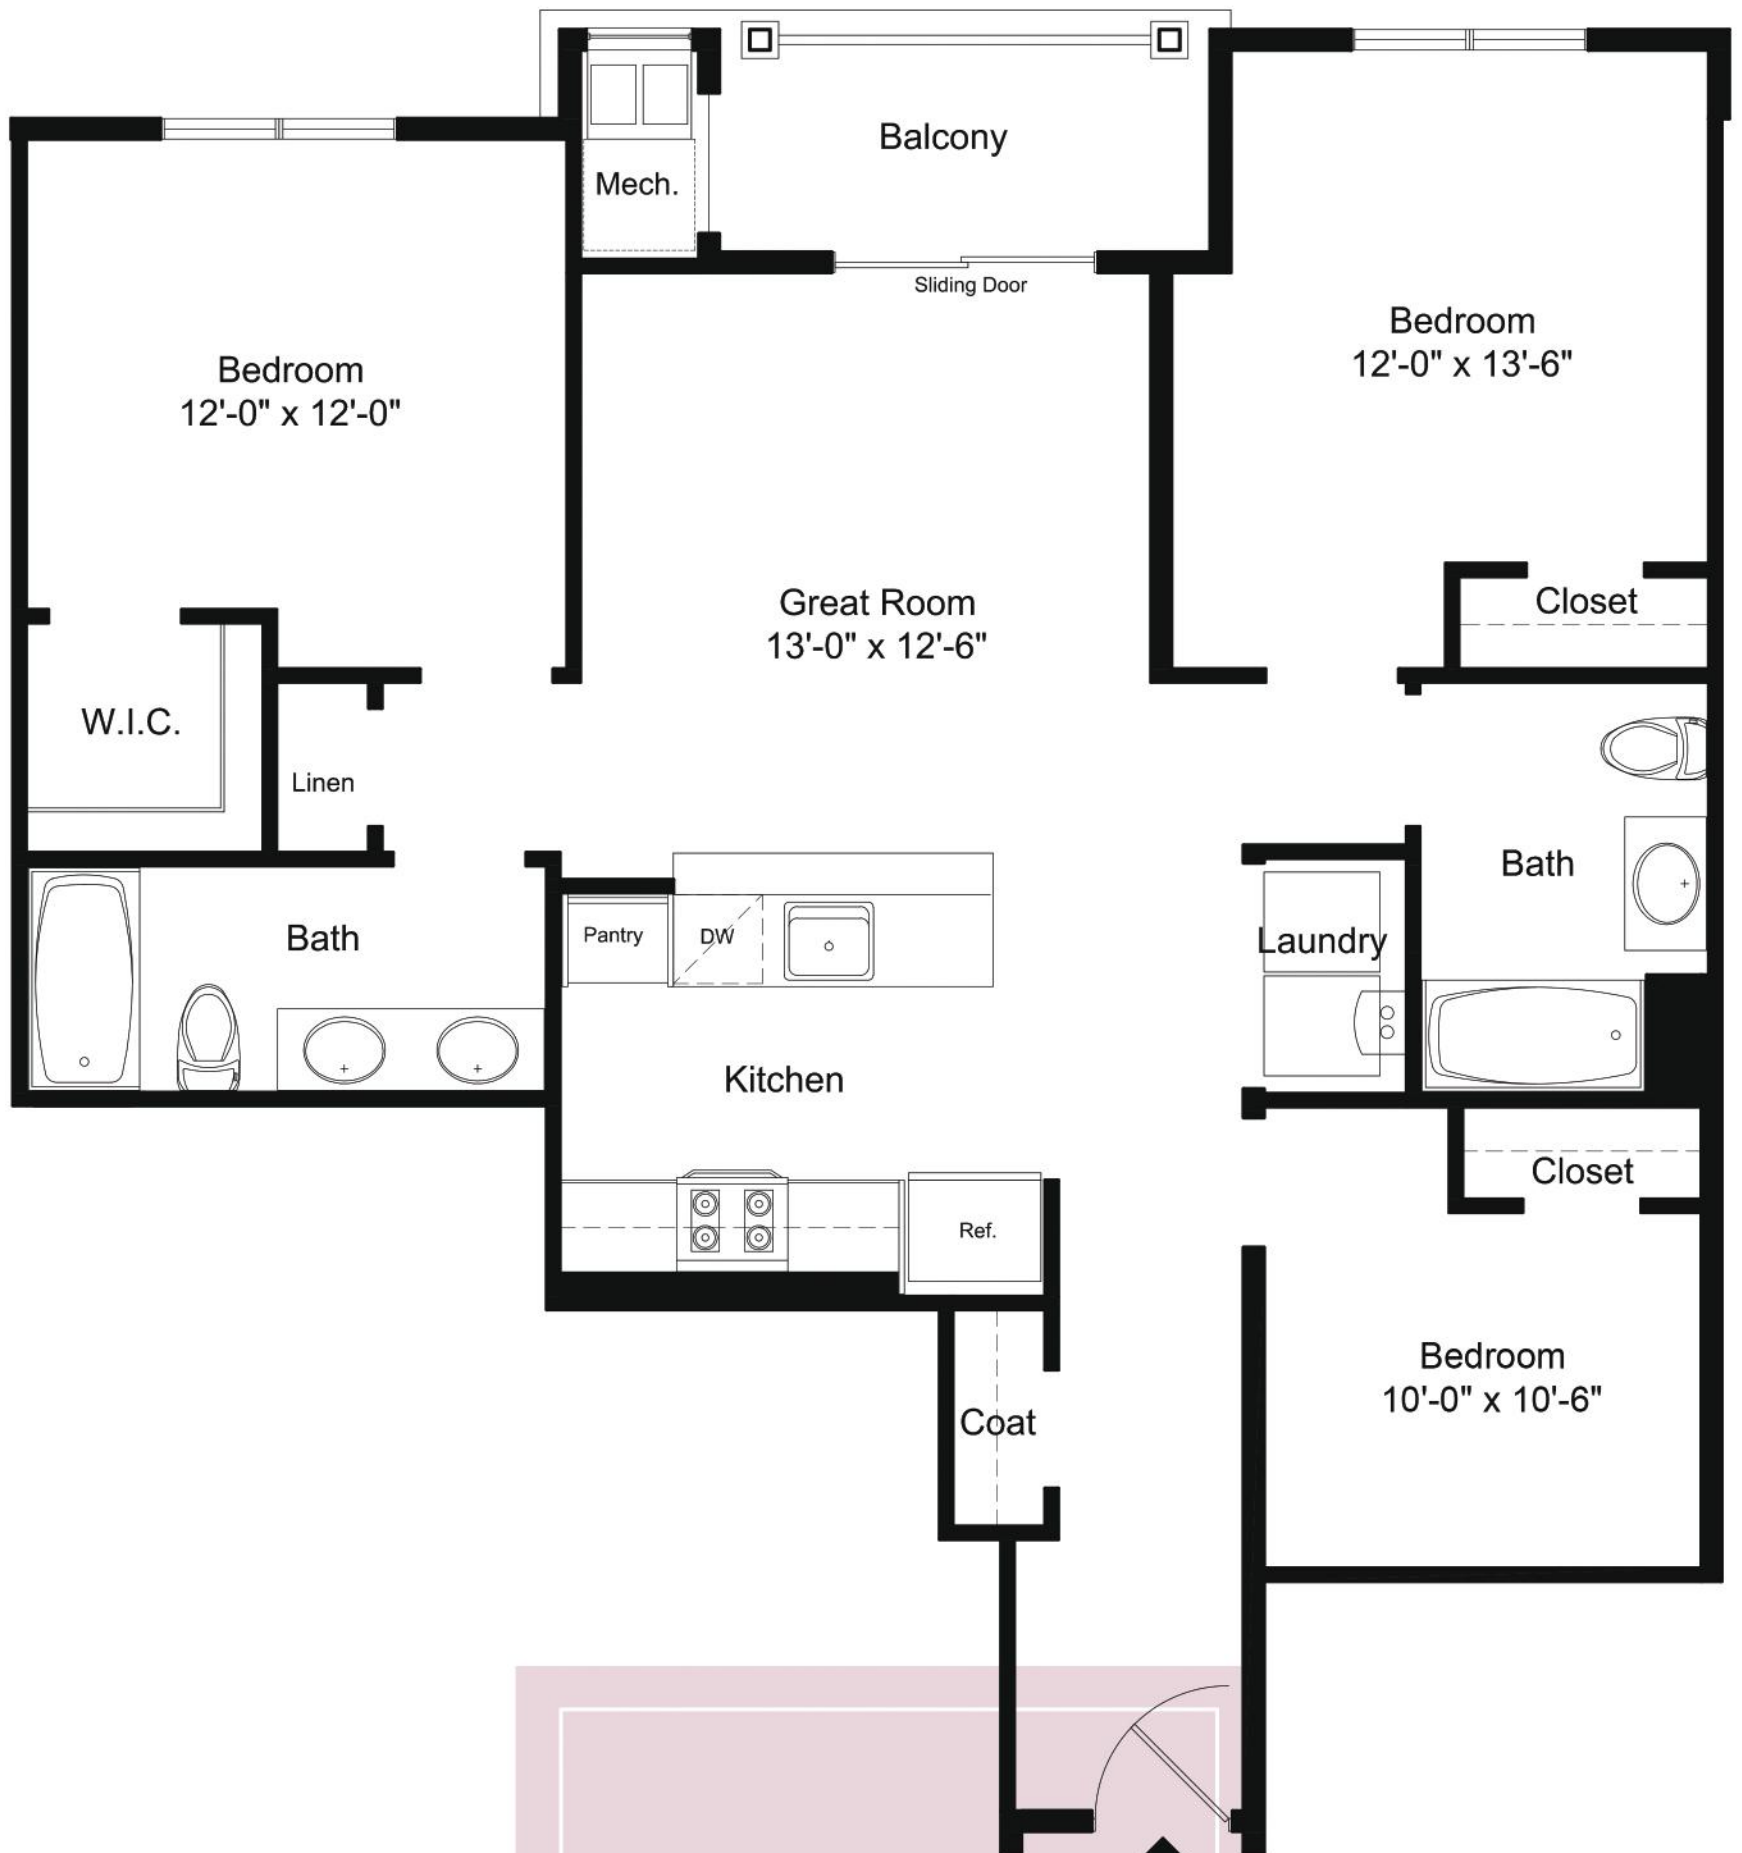 Balcony
Mech.
Sliding Door
Bedroom
12'-0" x 13'-6"
Bedroom
12'-0" x 12'-0"
Great Room
13'-0" x 12'-6"
Closet
W.I.C.
Linen
Bath
Bath
Pantry
DW
Laundry
Kitchen
Closet
Ref.
Bedroom
10'-0" x 10'-6"
Coat